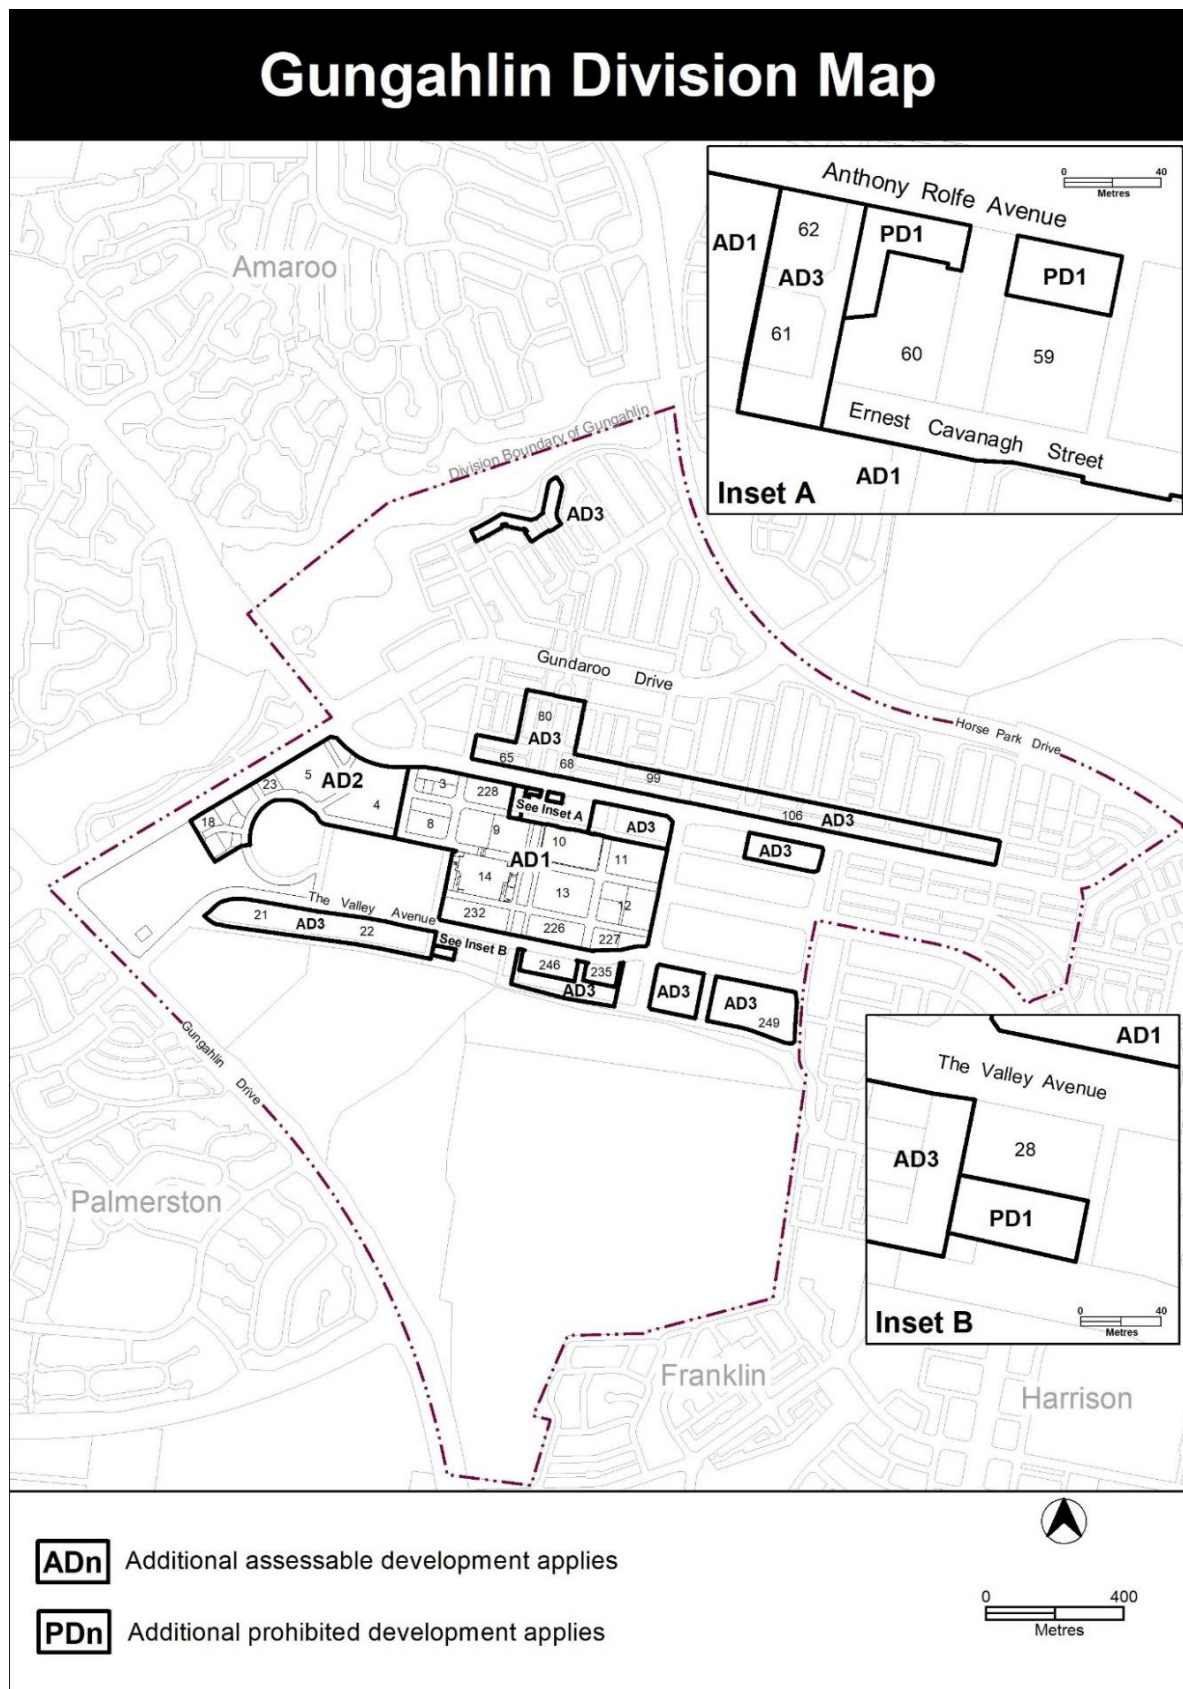 Gungahlin Division Map
Anthony Rolfe Avenue
0 40
Metres
AD1
62
PD1
AD3
PD1
61
60
59
Ernest Cavanagh Street
AD1
Inset A
Amaroo
Division Boundary of Gungahlin
AD3
Gundaroo Drive
Horse Park Drive
80
AD3
65
68
99
106
AD3
5
AD2
23
4
18
3
228
See Inset A
8
9
10
AD3
AD3
AD1
11
14
13
12
The Valley Avenue
232
226
227
21
AD3
22
See Inset B
246
235
AD3
AD3
AD3
249
Gungahlin Drive
AD1
The Valley Avenue
AD3
28
PD1
0 40
Metres
Inset B
Palmerston
Franklin
Harrison
ADn Additional assessable development applies
PDn Additional prohibited development applies
0 400
Metres